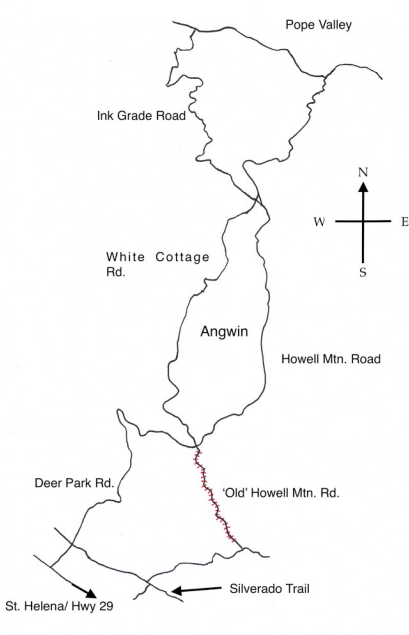 Pope Valley
Ink Grade Road
N
W E
S
White Cottage
Rd.
Angwin
Howell Mtn. Road
Deer Park Rd.
'Old' Howell Mtn. Rd.
Silverado Trail
St. Helena/ Hwy 29